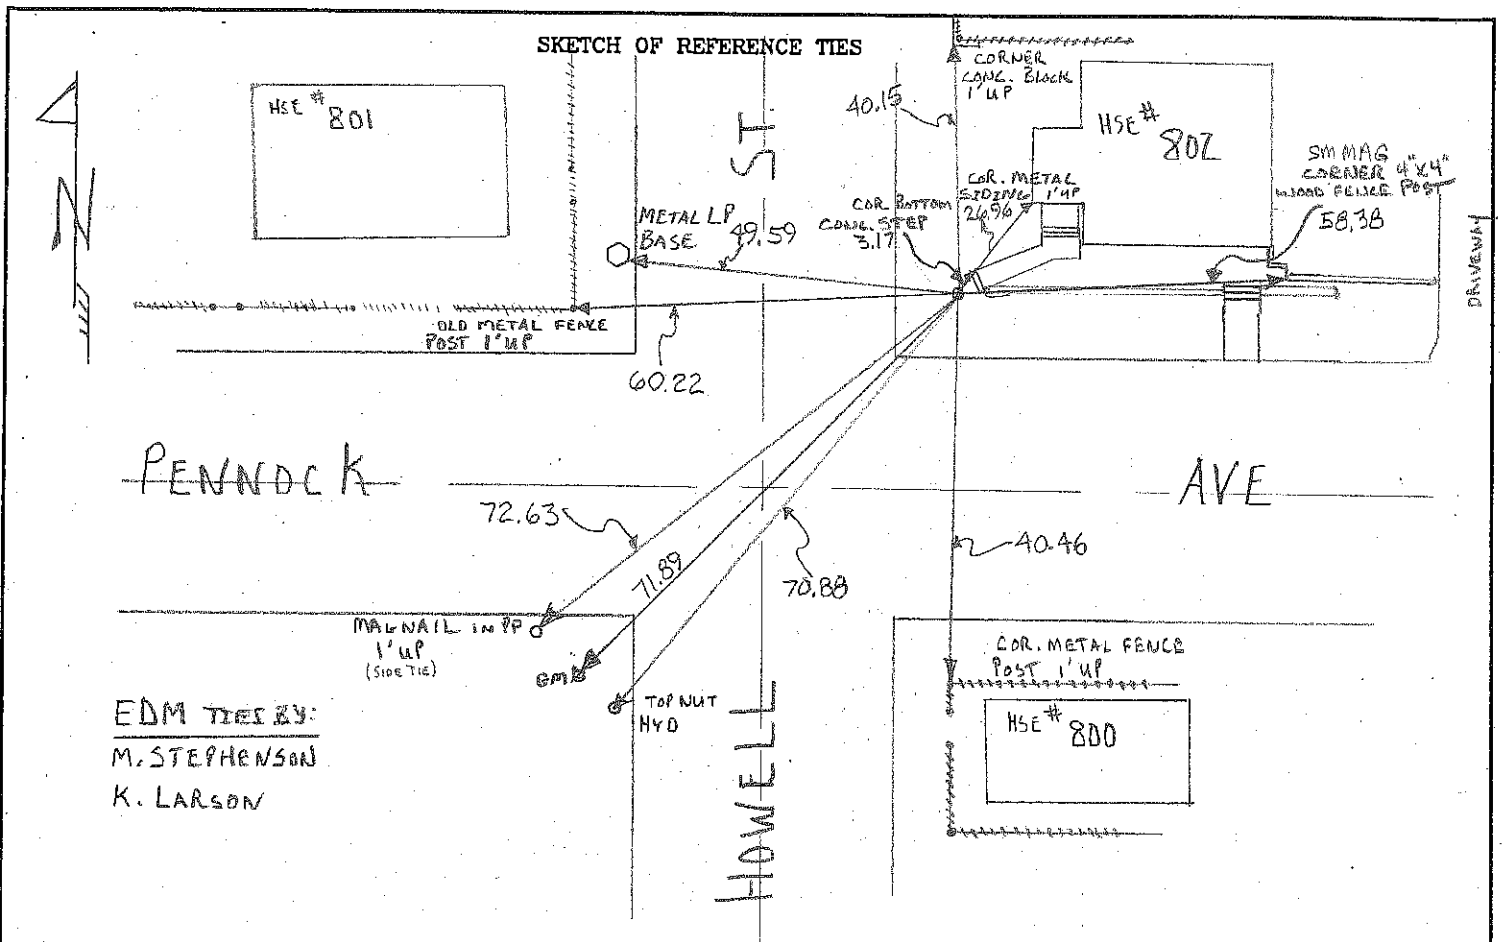 SKETCH OF REFERENCE TIES
HSE # 801
N
ST.
40.15
CORNER
CONC. BLOCK
1' UP
HSE # 802
SM MAG
CORNER 4"X4"
WOOD FENCE POST
58.38
DRIVEWAY
COR. METAL
SIDING 1' UP
26.96
COR BOTTOM
CONC. STEP
3.17
METAL LP
BASE
49.59
OLD METAL FENCE
POST 1' UP
60.22
PENNOCK
AVE
72.63
71.89
70.88
40.46
MAGNAIL IN PP
1' UP
(SIDE TIE)
BM
TOP NUT
HYD
COR. METAL FENCE
POST 1' UP
HSE # 800
HOWELL
EDM TIES BY:
M. STEPHENSON
K. LARSON